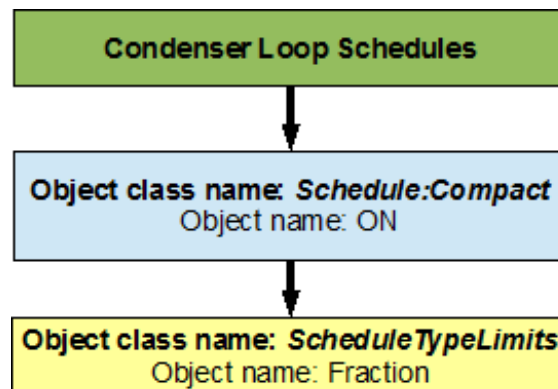 Condenser Loop Schedules
Object class name: Schedule:Compact
Object name: ON
Object class name: ScheduleTypeLimits
Object name: Fraction